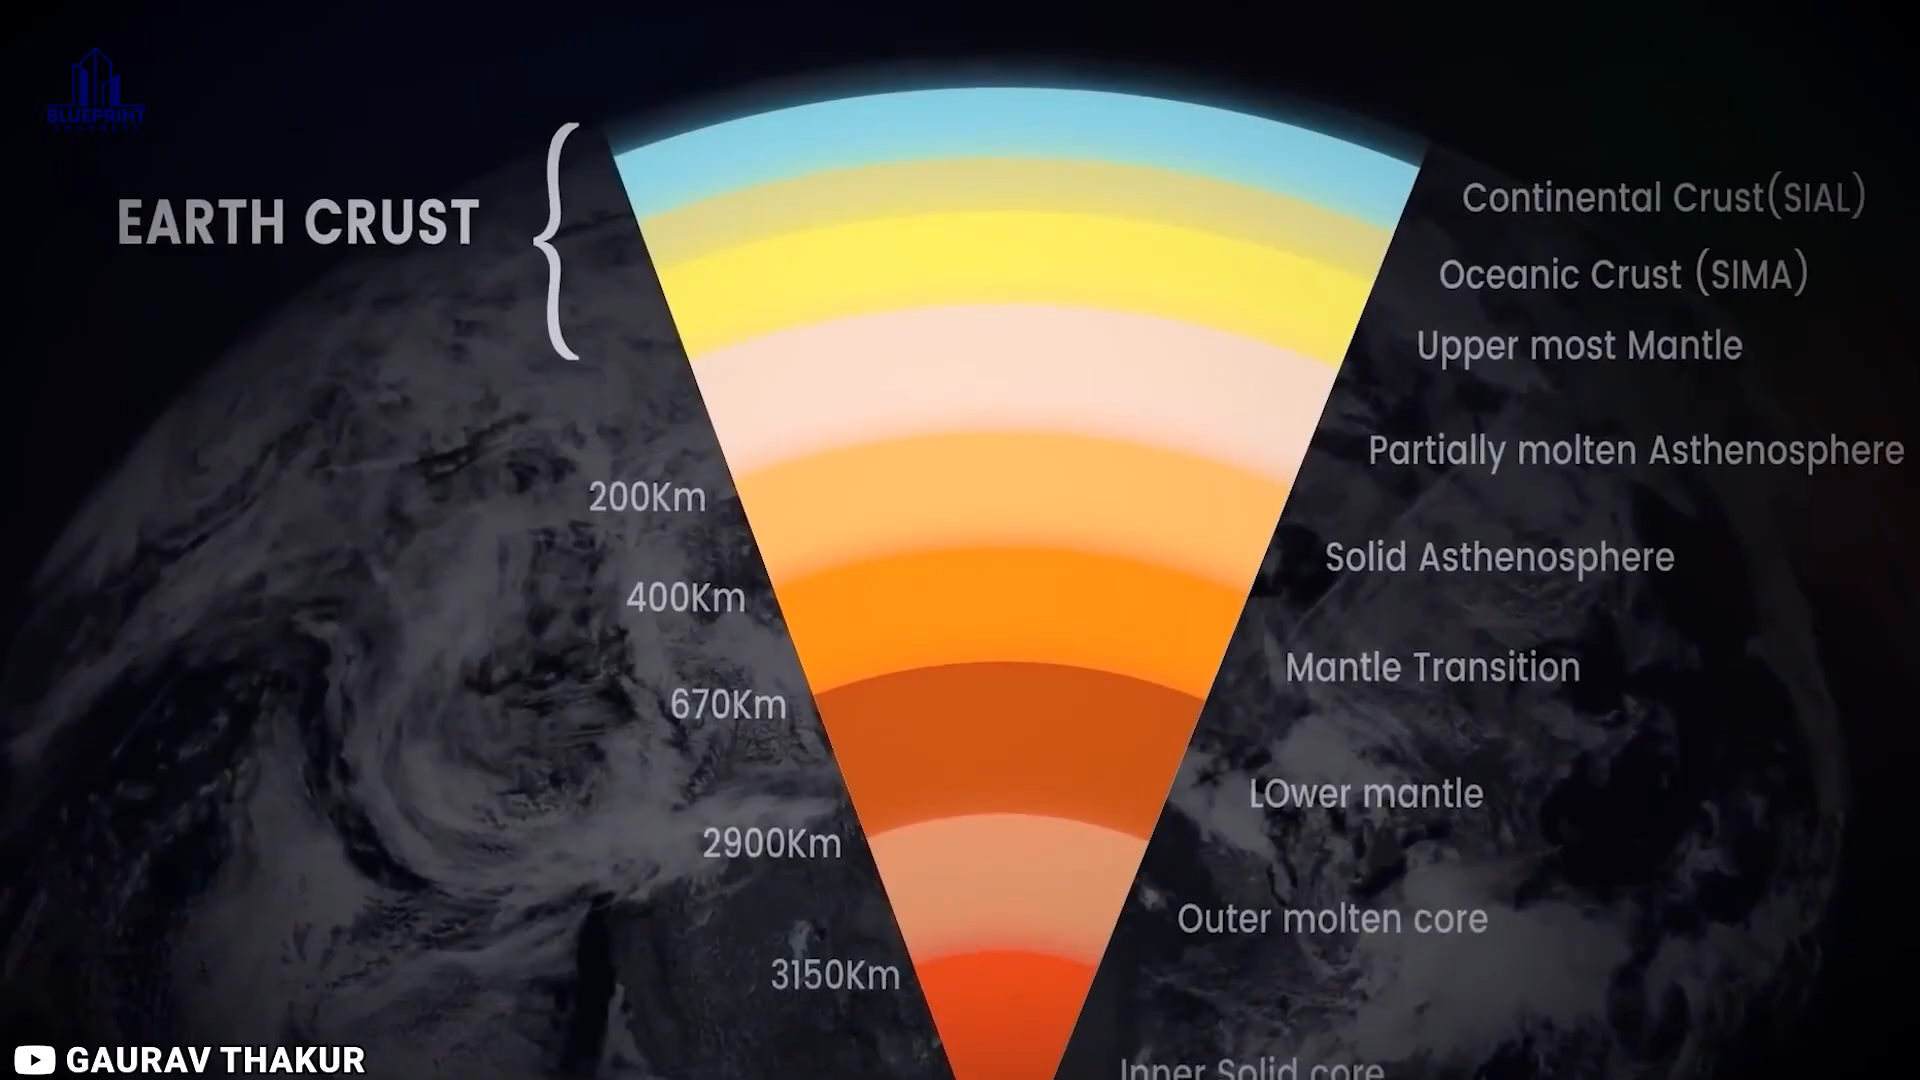 BLUEPRINT
EARTH CRUST
Continental Crust(SIAL)
Oceanic Crust (SIMA)
Upper most Mantle
Partially molten Asthenosphere
200Km
Solid Asthenosphere
400Km
Mantle Transition
670Km
LOwer mantle
2900Km
Outer molten core
3150Km
Inner Solid core
GAURAV THAKUR